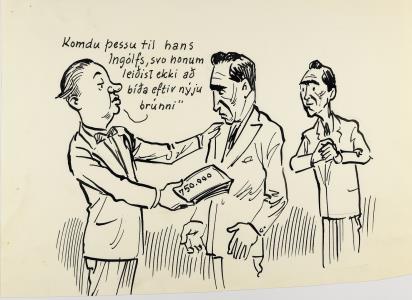 Komdu þessu til hans
Ingólfs, svo honum
leiðist ekki að
bíða eftir nýju
brúnni"
750.000